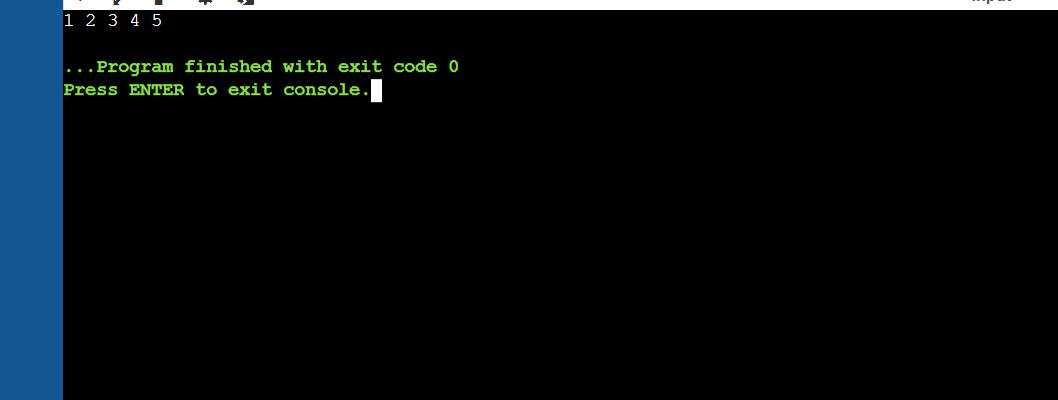 1 2 3 4 5
...Program finished with exit code 0
Press ENTER to exit console.